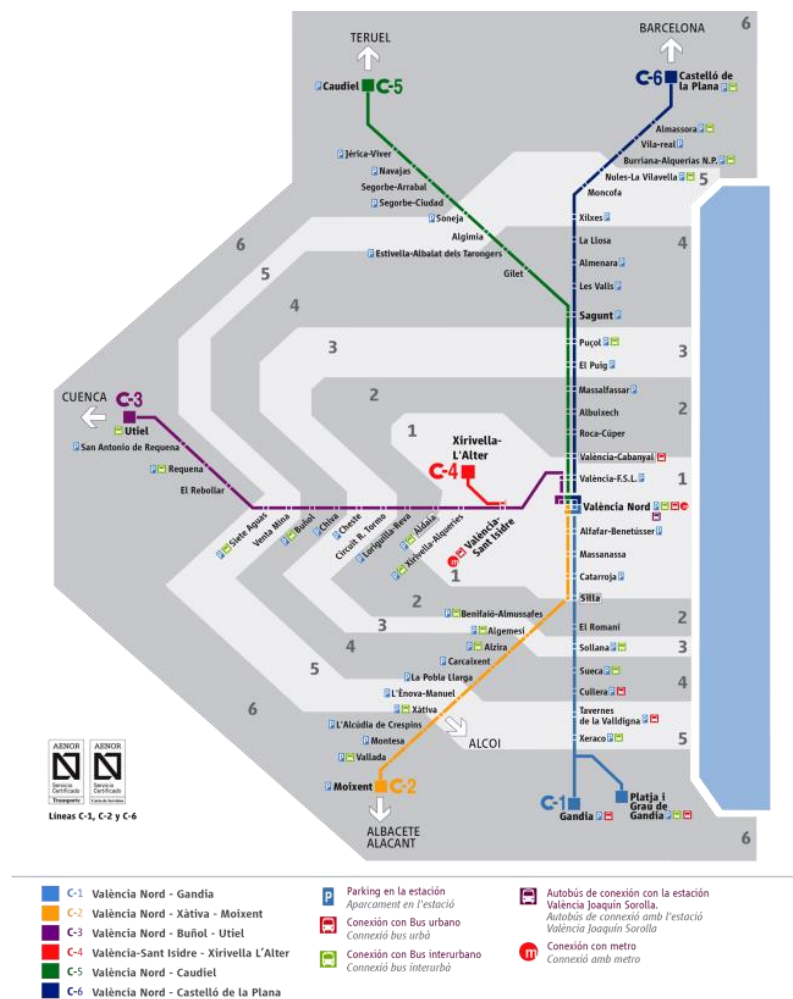 6
TERUEL
BARCELONA
Caudiel C-5
C-6 Castelló de
la Plana
Almassora
Vila-real
Burriana-Alquerias N.P.
Nules-La Vilavella
5
Moncofa
Jérica-Viver
Navajas
Segorbe-Arrabal
Segorbe-Ciudad
Soneja
Algimia
Estivella-Albalat dels Tarongers
Gilet
Xilxes
La Llosa
4
Almenara
Les Valls
Sagunt
6
5
4
3
2
1
Puçol
3
El Puig
Massalfassar
Albuixech
2
Roca-Cúper
València-Cabanyal
València-F.S.L.
1
València Nord
CUENCA
C-3
Utiel
San Antonio de Requena
Requena
El Rebollar
Siete Aguas
Venta Mina
Buñol
Chiva
Cheste
Circuit R. Tormo
Loriguilla-Reva
Aldaia
Xirivella-Alqueries
València-
Sant Isidre
Xirivella-
L'Alter
C-4
m
1
2
3
4
5
6
Alfafar-Benetússer
Massanassa
Catarroja
Silla
El Romaní
2
Sollana
3
Sueca
4
Cullera
Tavernes
de la Valldigna
Xeraco
5
Benifaió-Almussafes
Algemesí
Alzira
Carcaixent
La Pobla Llarga
L'Ènova-Manuel
Xàtiva
L'Alcúdia de Crespins
ALCOI
Montesa
Vallada
Moixent C-2
ALBACETE
ALACANT
C-1
Gandia
Platja i
Grau de
Gandia
6
AENOR
AENOR
Servicio
Certificado
Servicio
Certificado
Transporte
Carta de Servicios
Líneas C-1, C-2 y C-6
C-1 València Nord - Gandia
C-2 València Nord - Xàtiva - Moixent
C-3 València Nord - Buñol - Utiel
C-4 València-Sant Isidre - Xirivella L'Alter
C-5 València Nord - Caudiel
C-6 València Nord - Castelló de la Plana
P
Parking en la estación
Aparcament en l'estació
Conexión con Bus urbano
Connexió bus urbà
Conexión con Bus interurbano
Connexió bus interurbà
Autobús de conexión con la estación
València Joaquín Sorolla.
Autobús de connexió amb l'estació
València Joaquín Sorolla
m
Conexión con metro
Connexió amb metro